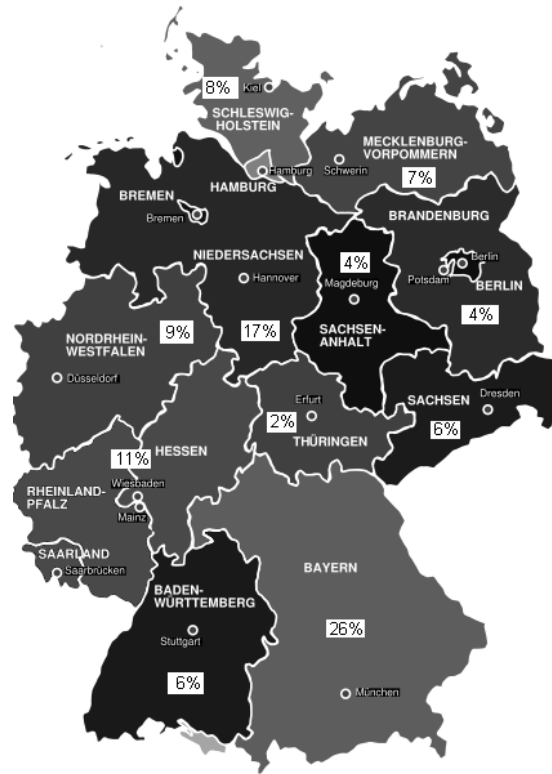 8%
Kiel
SCHLESWIG-
HOLSTEIN
MECKLENBURG-
VORPOMMERN
Schwerin
7%
Hamburg
HAMBURG
BREMEN
Bremen
BRANDENBURG
NIEDERSACHSEN
Hannover
17%
4%
Magdeburg
SACHSEN-
ANHALT
Berlin
Potsdam
BERLIN
4%
NORDRHEIN-
WESTFALEN
9%
Düsseldorf
Erfurt
2%
THÜRINGEN
SACHSEN
Dresden
6%
11%
HESSEN
Wiesbaden
RHEINLAND-
PFALZ
Mainz
SAARLAND
Saarbrücken
BADEN-
WÜRTTEMBERG
Stuttgart
6%
BAYERN
26%
München